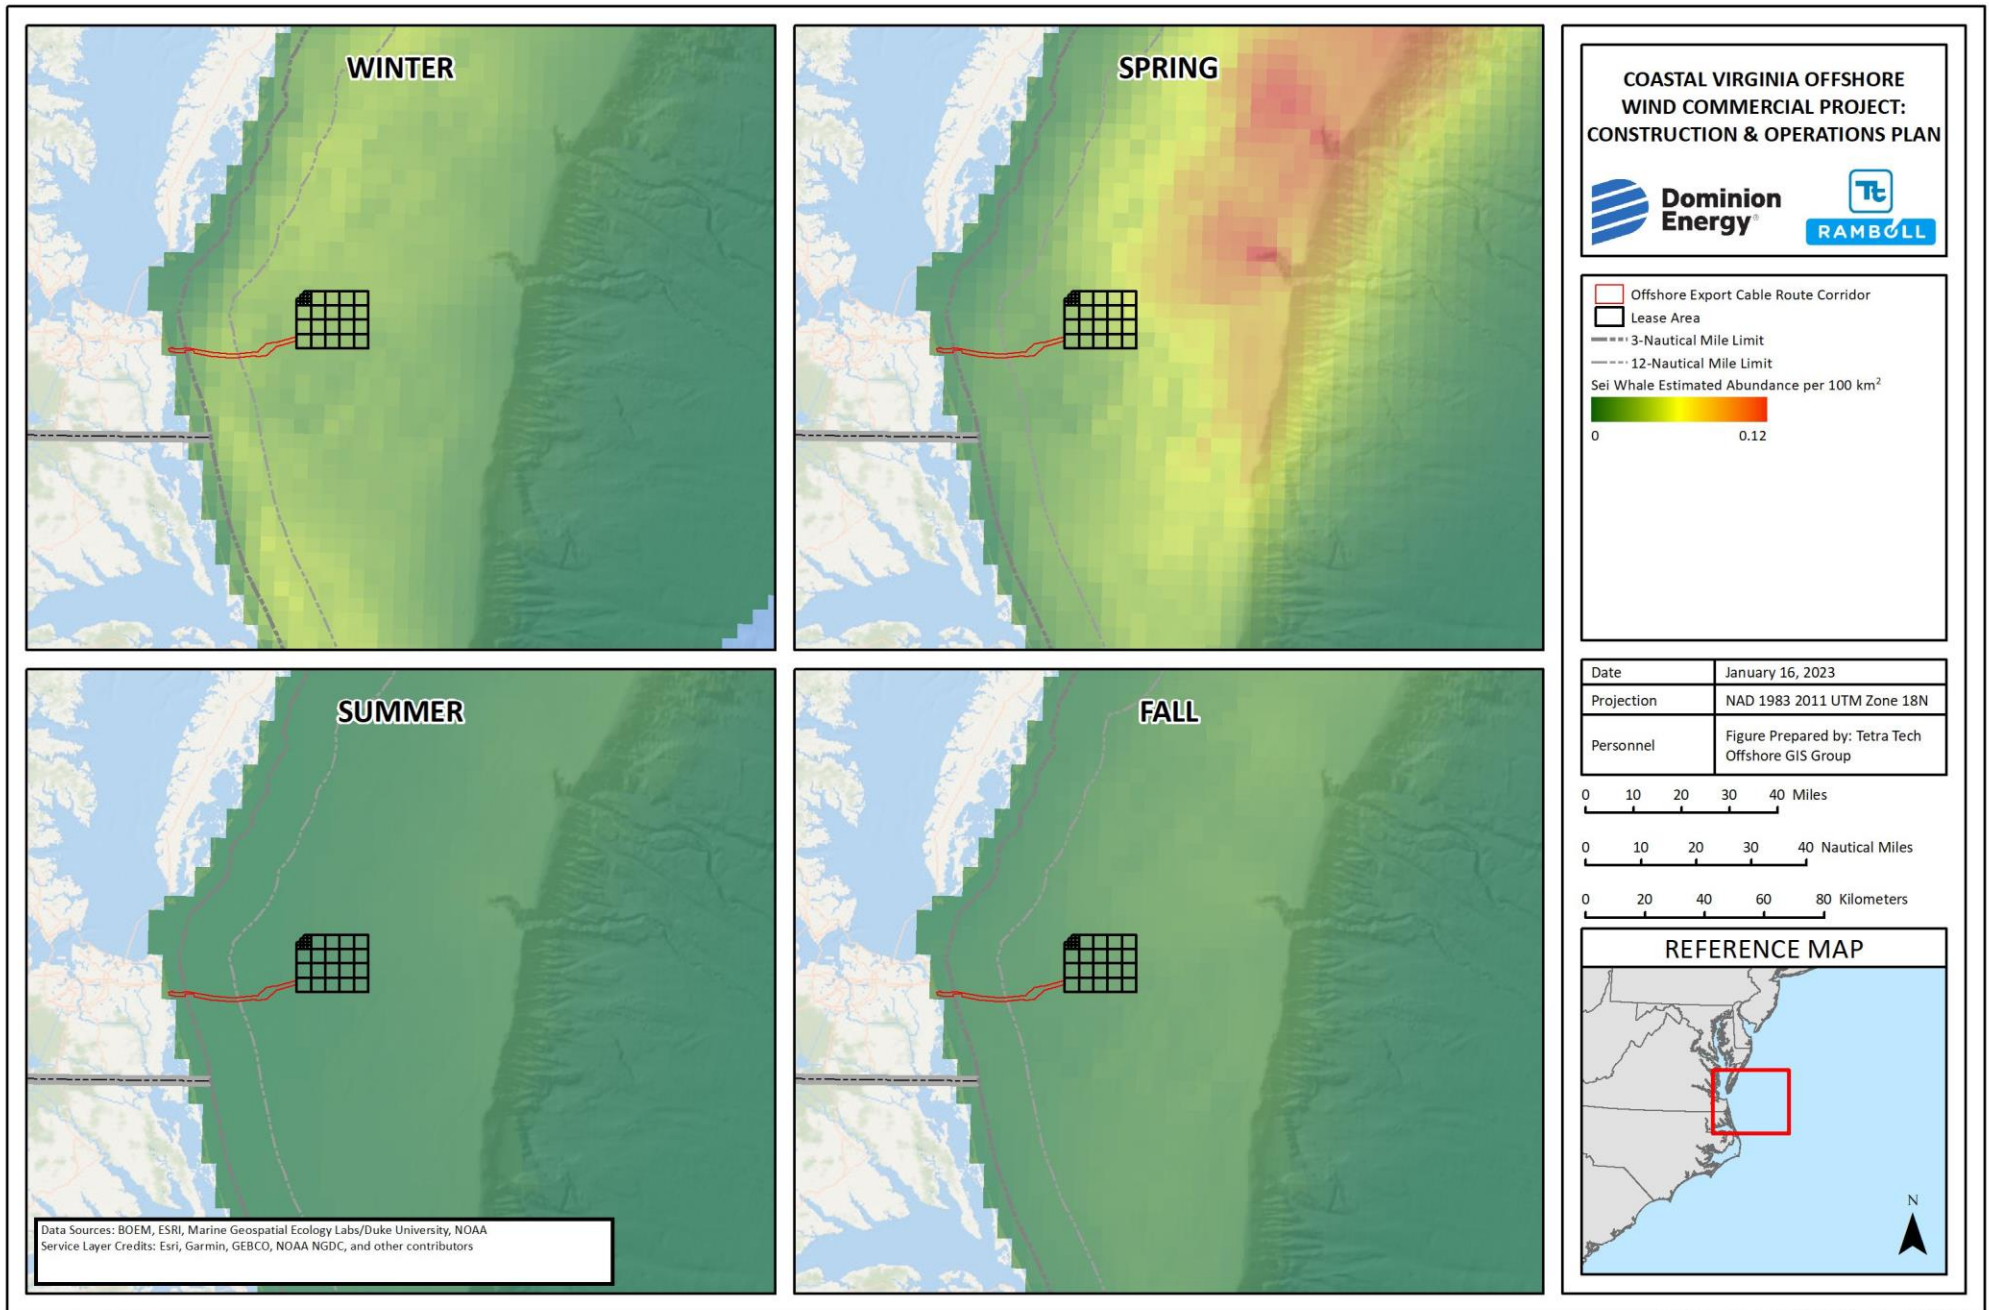 WINTER
SPRING
SUMMER
FALL
Data Sources: BOEM, ESRI, Marine Geospatial Ecology Labs/Duke University, NOAA
Service Layer Credits: Esri, Garmin, GEBCO, NOAA NGDC, and other contributors
COASTAL VIRGINIA OFFSHORE
WIND COMMERCIAL PROJECT:
CONSTRUCTION & OPERATIONS PLAN
Dominion
Energy®
Tt
RAMBOLL
Offshore Export Cable Route Corridor
Lease Area
3-Nautical Mile Limit
12-Nautical Mile Limit
Sei Whale Estimated Abundance per 100 km²
0 0.12
Date January 16, 2023
Projection NAD 1983 2011 UTM Zone 18N
Personnel Figure Prepared by: Tetra Tech
Offshore GIS Group
0 10 20 30 40 Miles
0 10 20 30 40 Nautical Miles
0 20 40 60 80 Kilometers
REFERENCE MAP
N